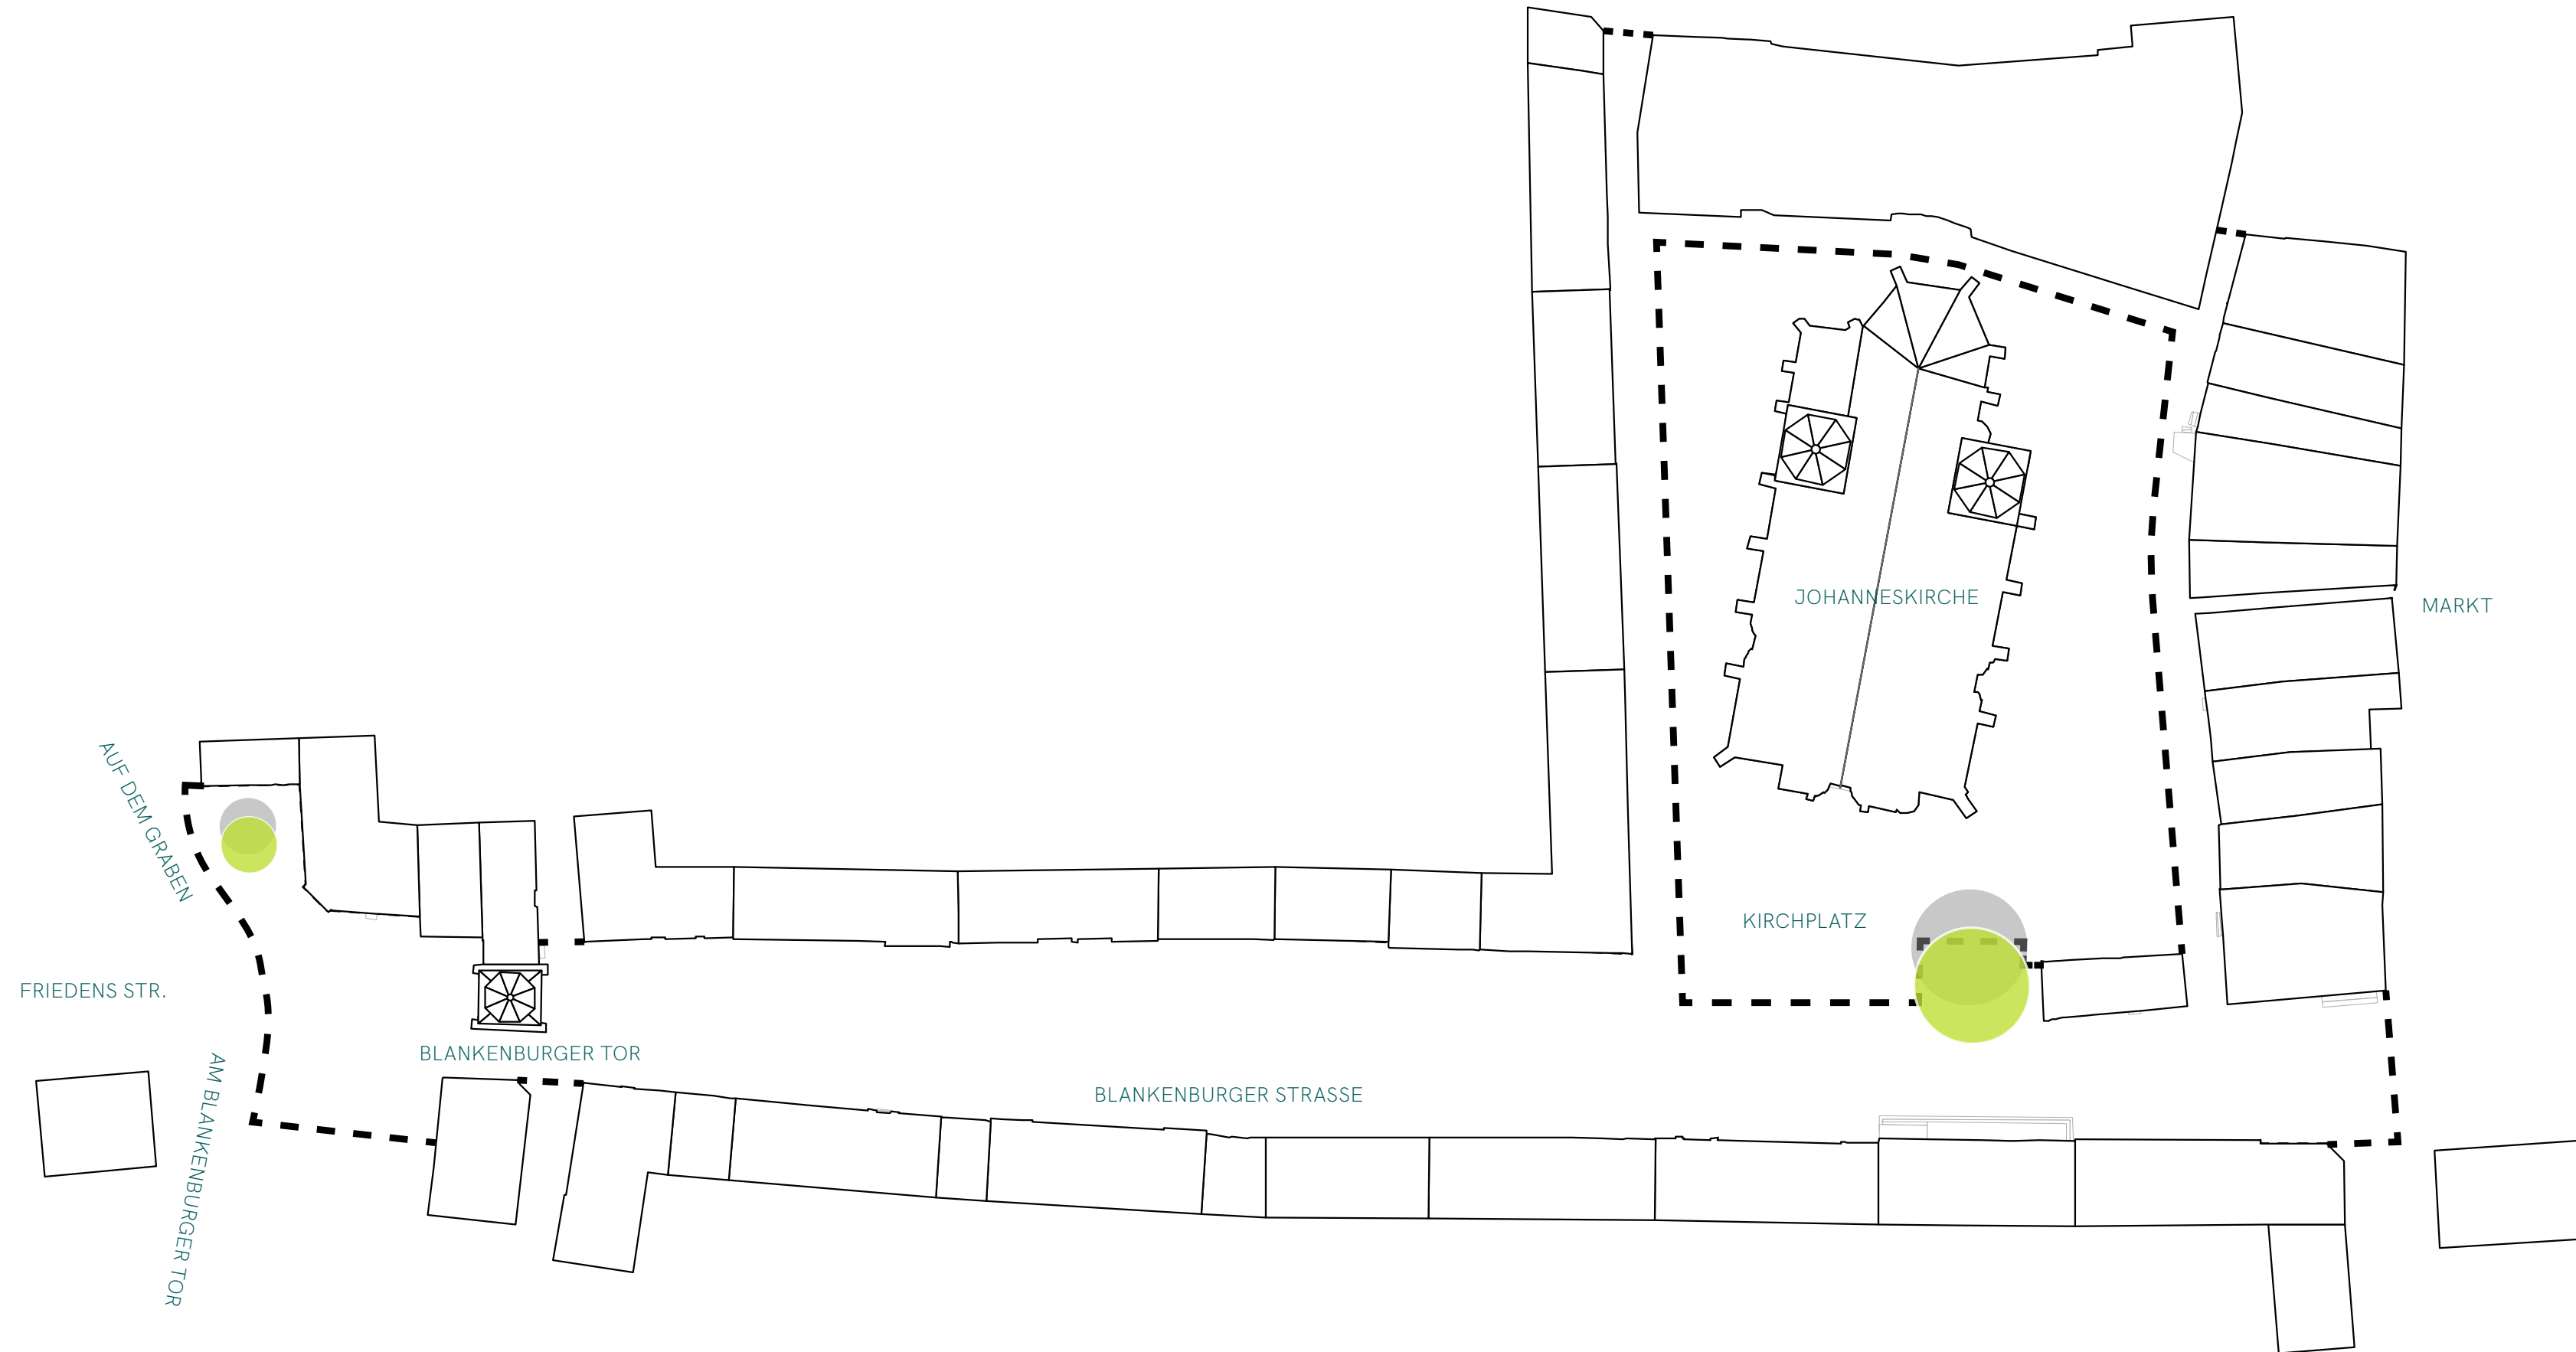 JOHANNESKIRCHE
MARKT
AUF DEM GRABEN
KIRCHPLATZ
FRIEDENS STR.
BLANKENBURGER TOR
BLANKENBURGER STRASSE
AM BLANKENBURGER TOR